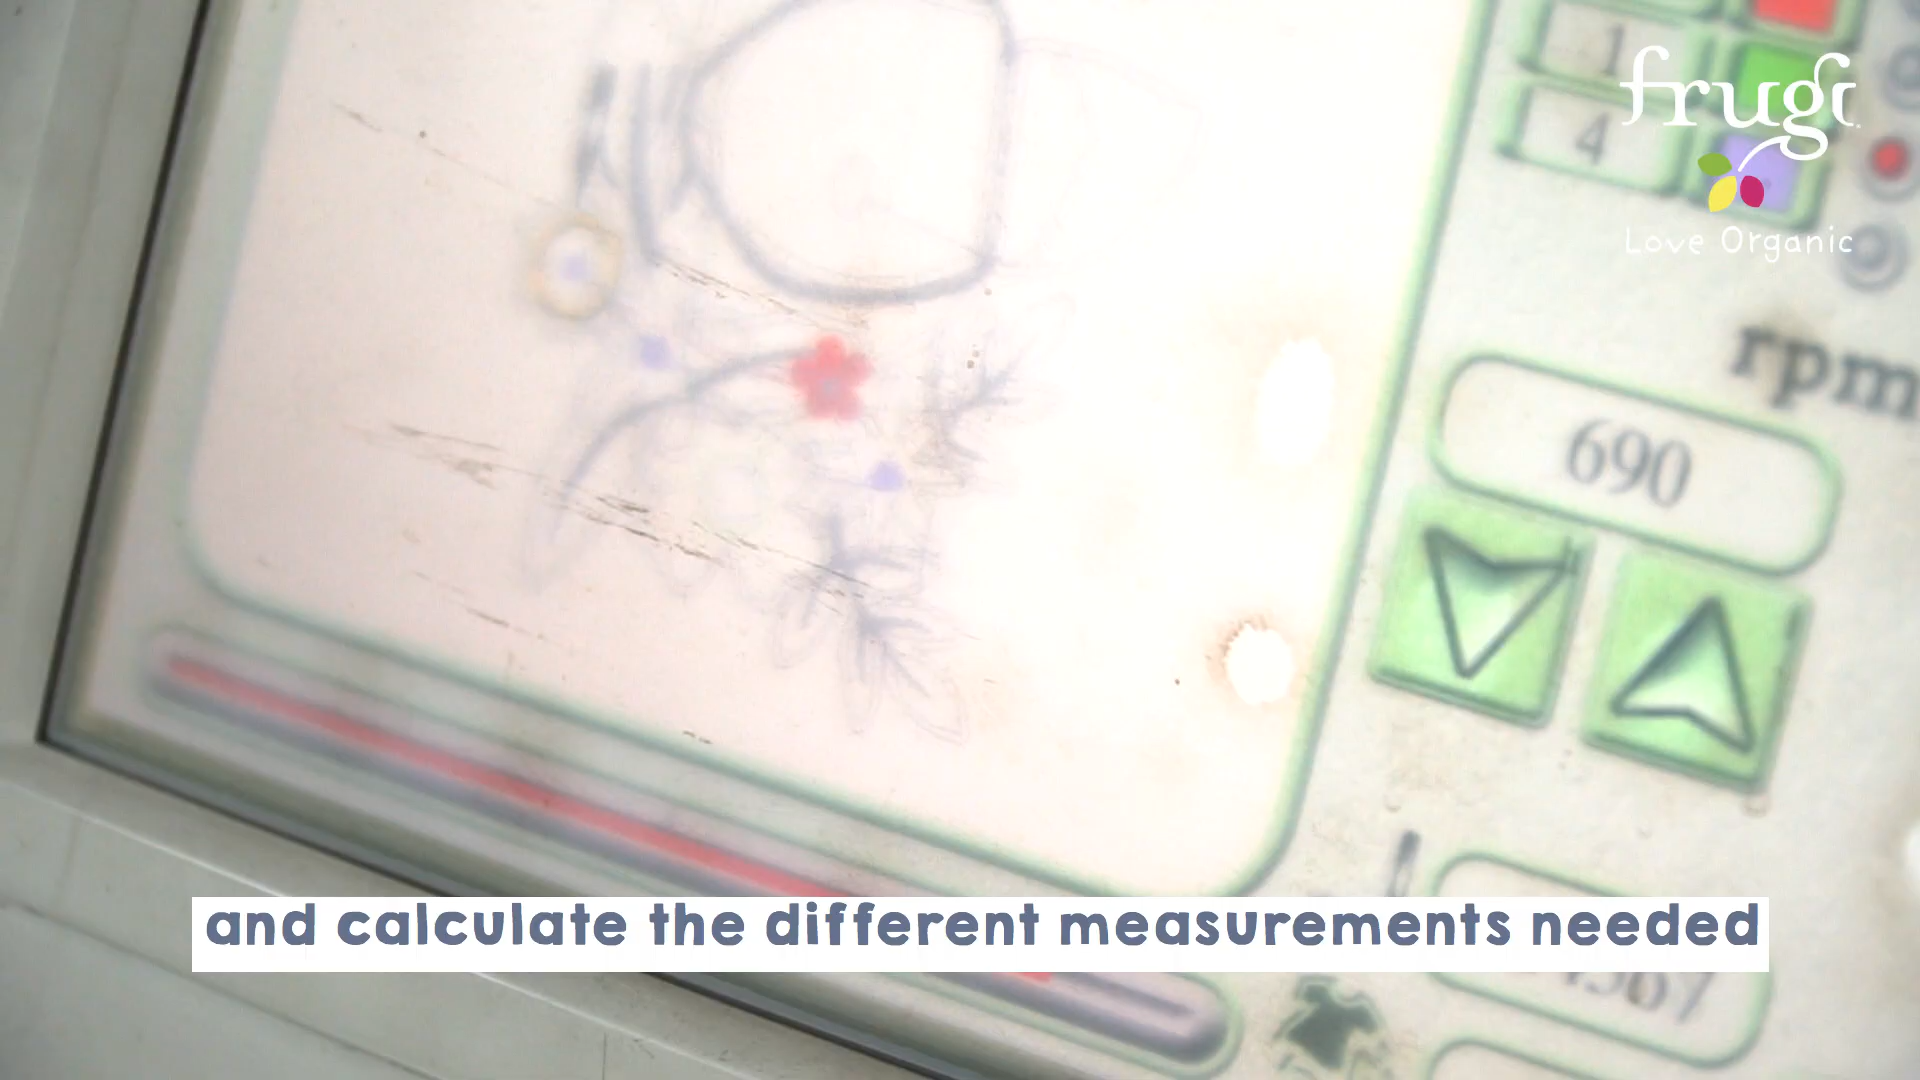 1
4
frugi
Love Organic
rpm
690
and calculate the different measurements needed